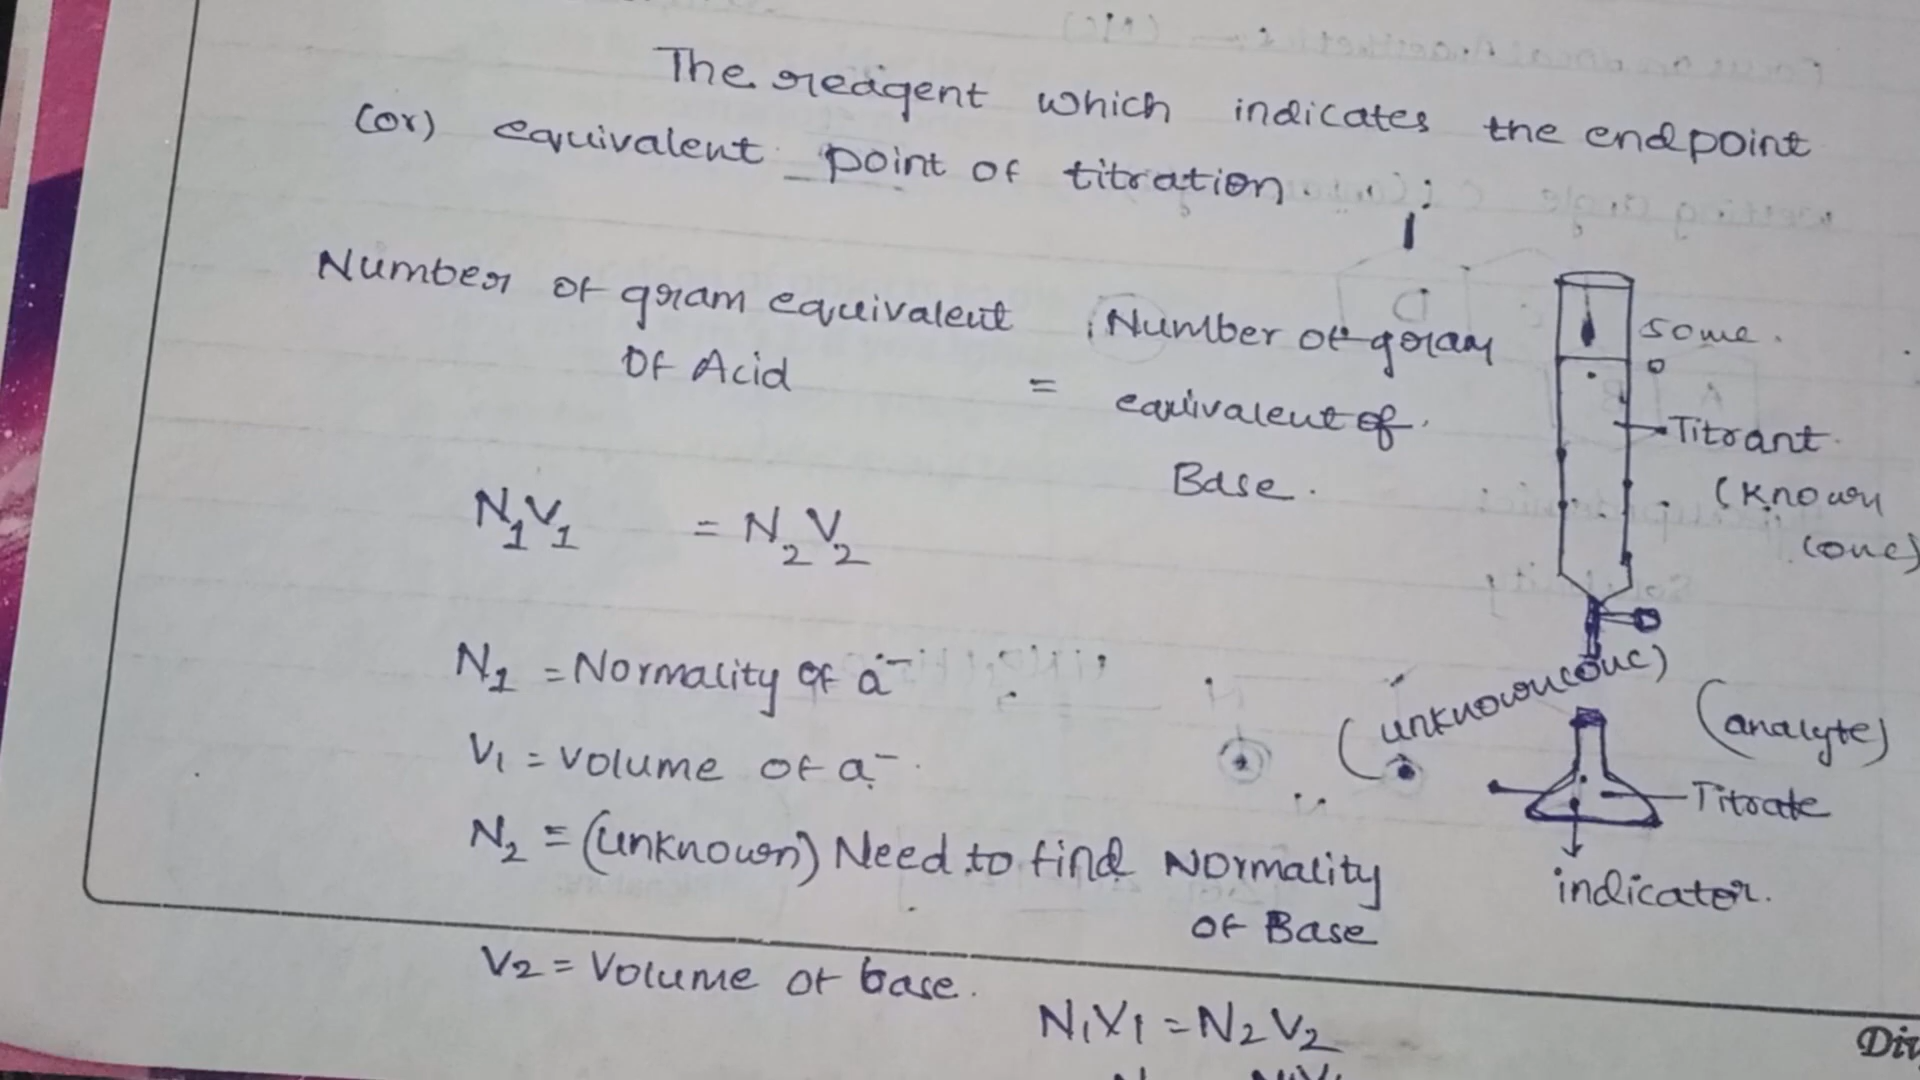 The reagent which indicates the endpoint
(or) equivalent point of titration.
Number of gram equivalent
Of Acid
=
Number of gram
equivalent of
Base.
N1V1 = N2V2
N1 = Normality of a-
V1 = volume of a-.
N2 = (unknown) Need to find Normality
of Base
V2 = Volume of base.
N1V1 = N2V2
some.
0
Titrant
(Known
conc)
(unknown conc)
(analyte)
Titrate
indicator.